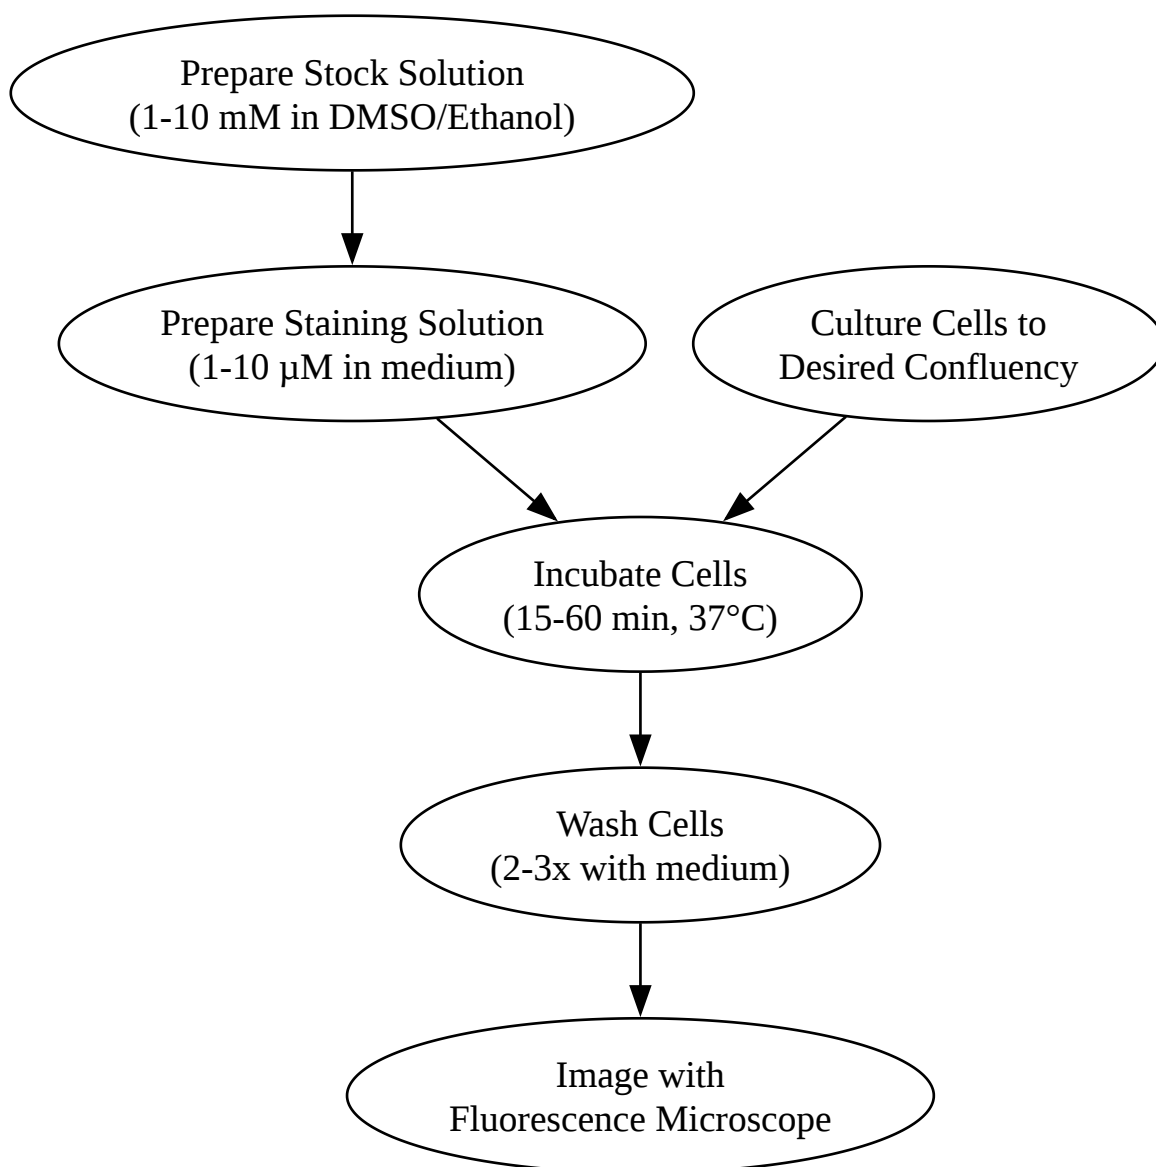 Prepare Stock Solution
(1-10 mM in DMSO/Ethanol)
Prepare Staining Solution
(1-10 µM in medium)
Culture Cells to
Desired Confluency
Incubate Cells
(15-60 min, 37°C)
Wash Cells
(2-3x with medium)
Image with
Fluorescence Microscope